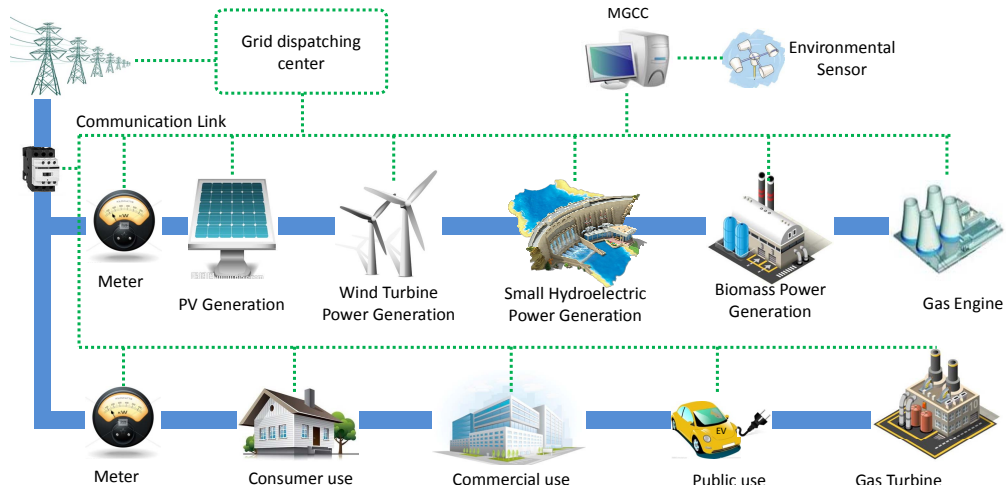 MGCC
Grid dispatching
center
Environmental
Sensor
Communication Link
Meter
PV Generation
Wind Turbine
Power Generation
Small Hydroelectric
Power Generation
Biomass Power
Generation
Gas Engine
EV
Meter
Consumer use
Commercial use
Public use
Gas Turbine